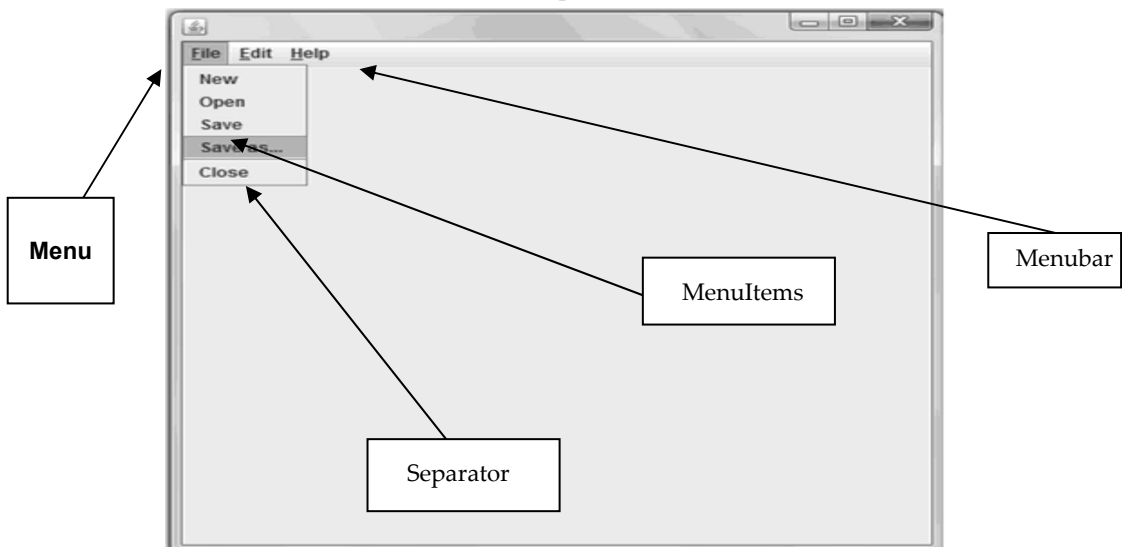 File Edit Help
New
Open
Save
Save as...
Close
Menu
Menubar
MenuItems
Separator